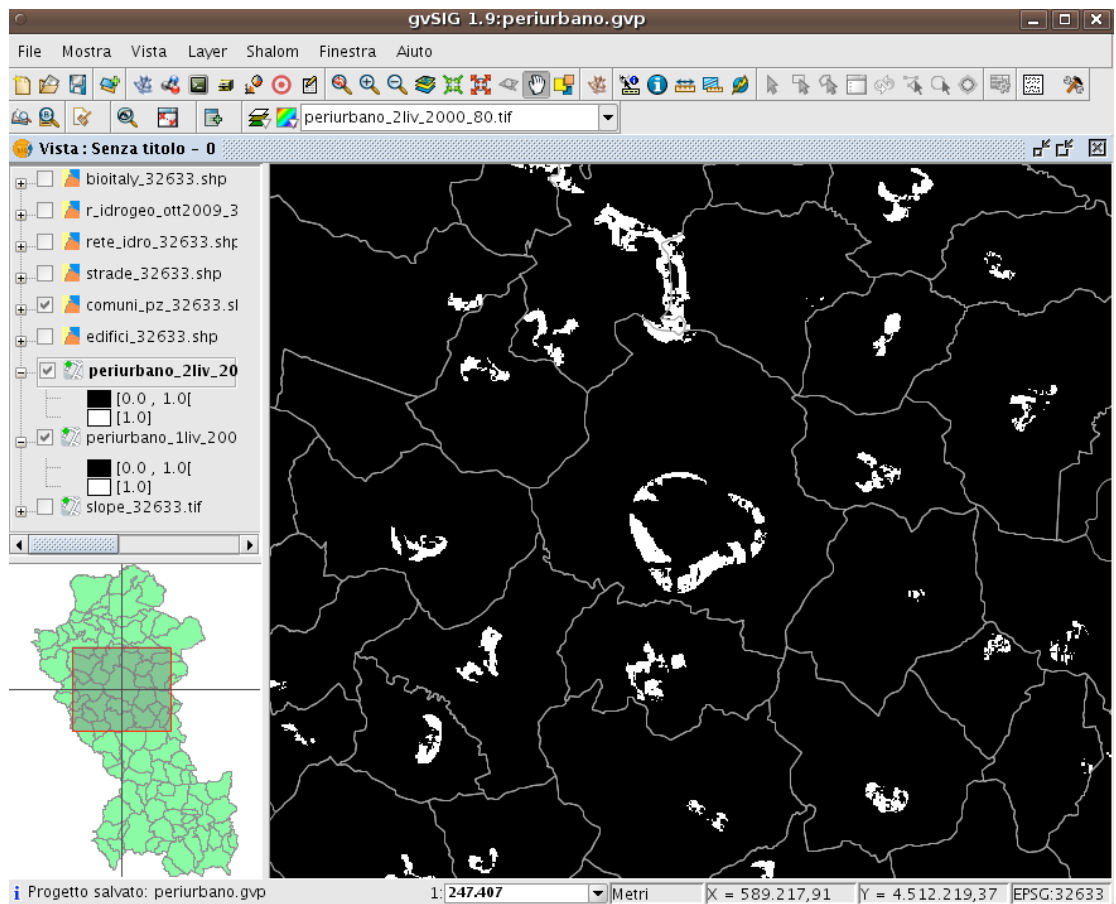 gvSIG 1.9:periurbano.gvp
File Mostra Vista Layer Shalom Finestra Aiuto
periurbano_2liv_2000_80.tif
Vista : Senza titolo - 0
bioitaly_32633.shp
r_idrogeo_ott2009_3
rete_idro_32633.shp
strade_32633.shp
comuni_pz_32633.sl
edifici_32633.shp
periurbano_2liv_20
[0.0 , 1.0[
[1.0]
periurbano_1liv_200
[0.0 , 1.0[
[1.0]
slope_32633.tif
Progetto salvato: periurbano.gvp 1: 247.407 Metri X = 589.217,91 Y = 4.512.219,37 EPSG:32633